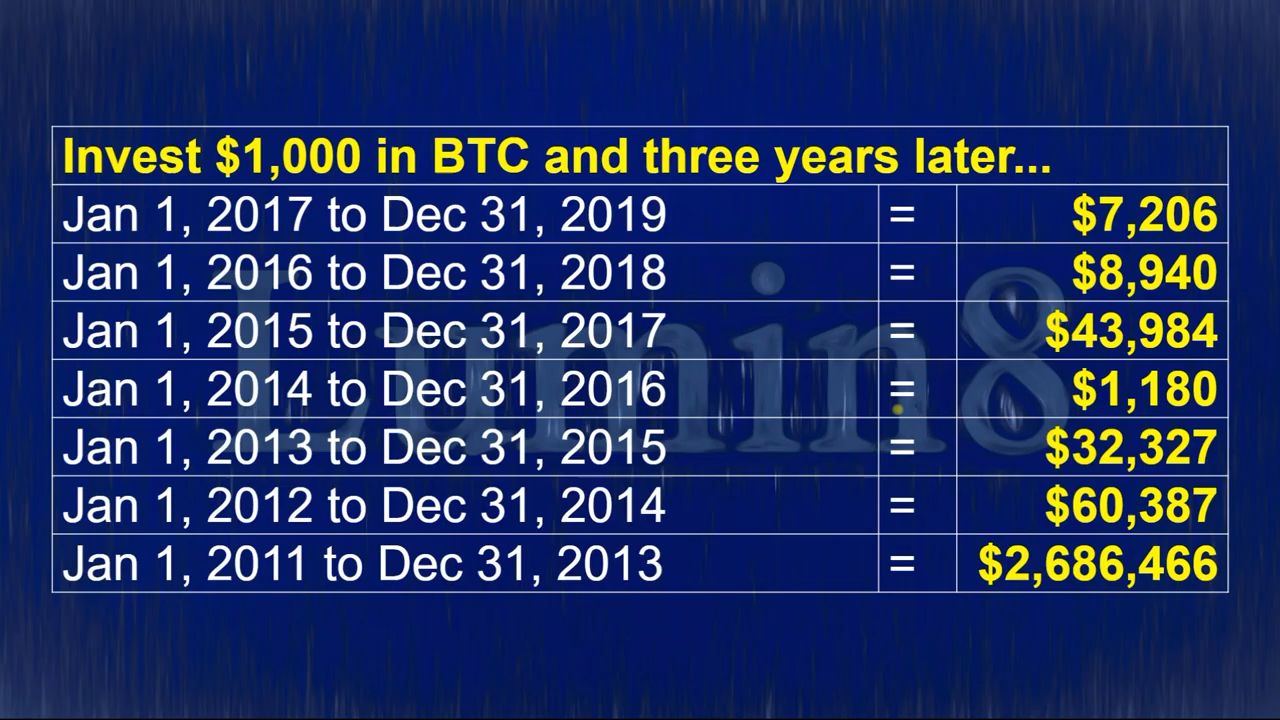 Invest $1,000 in BTC and three years later...
Jan 1, 2017 to Dec 31, 2019 = $7,206
Jan 1, 2016 to Dec 31, 2018 = $8,940
Jan 1, 2015 to Dec 31, 2017 = $43,984
Jan 1, 2014 to Dec 31, 2016 = $1,180
Jan 1, 2013 to Dec 31, 2015 = $32,327
Jan 1, 2012 to Dec 31, 2014 = $60,387
Jan 1, 2011 to Dec 31, 2013 = $2,686,466
Lumin8